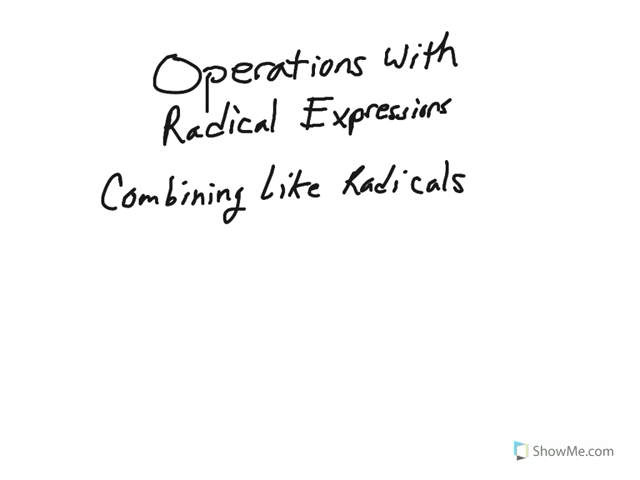 Operations with
Radical Expressions
Combining Like Radicals
ShowMe.com